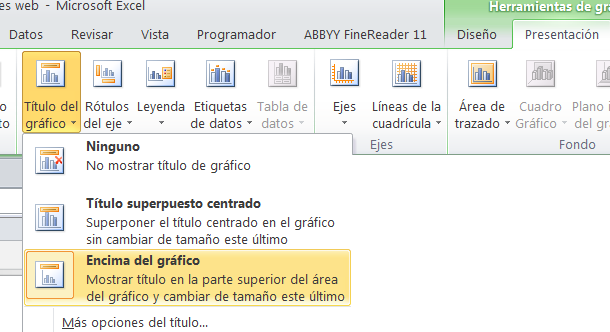 es web - Microsoft Excel
Herramientas de grá
Datos Revisar Vista Programador ABBYY FineReader 11 Diseño Presentación
Título del gráfico
Rótulos del eje
Leyenda
Etiquetas de datos
Tabla de datos
Ejes
Líneas de la cuadrícula
Área de trazado
Cuadro Gráfico
Plano i
del gr
Ejes
Fondo
Ninguno
No mostrar título de gráfico
Título superpuesto centrado
Superponer el título centrado en el gráfico
sin cambiar de tamaño este último
Encima del gráfico
Mostrar título en la parte superior del área
del gráfico y cambiar de tamaño este último
Más opciones del título...